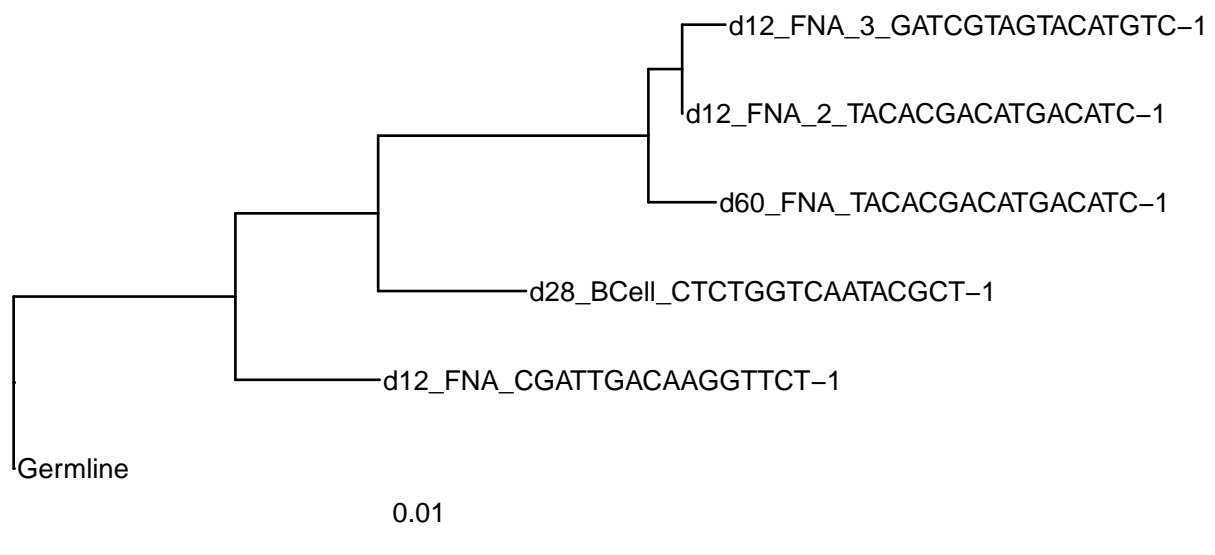 d12_FNA_3_GATCGTAGTACATGTC−1
d12_FNA_2_TACACGACATGACATC−1
d60_FNA_TACACGACATGACATC−1
d28_BCell_CTCTGGTCAATACGCT−1
d12_FNA_CGATTGACAAGGTTCT−1
Germline
0.01